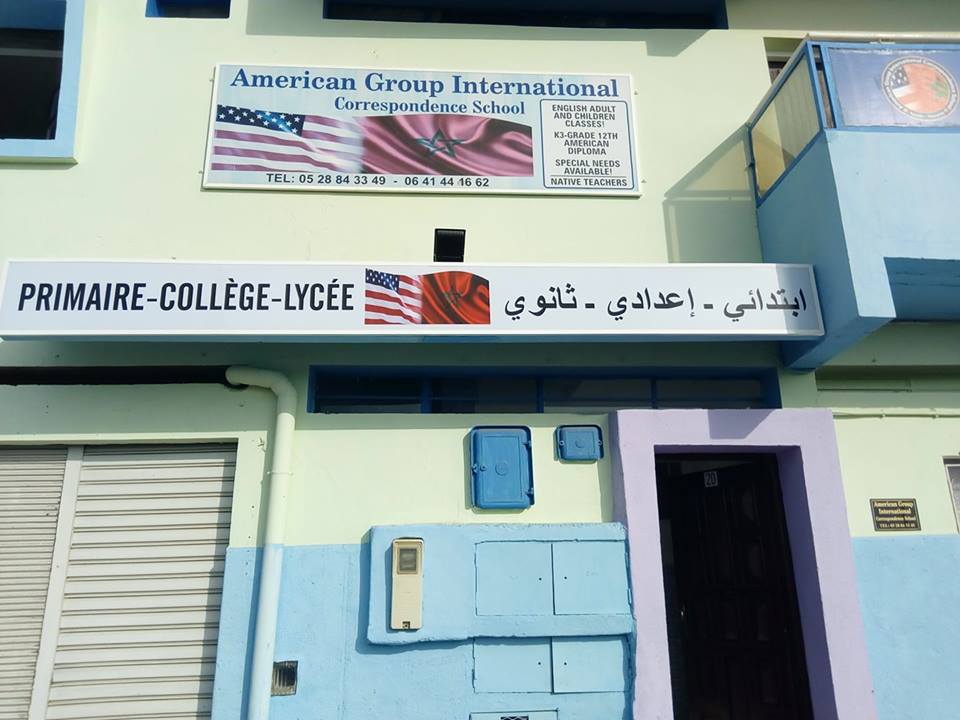 American Group International
Correspondence School
ENGLISH ADULT
AND CHILDREN
CLASSES!
K3-GRADE 12TH
AMERICAN
DIPLOMA
SPECIAL NEEDS
AVAILABLE!
NATIVE TEACHERS
TEL: 05 28 84 33 49 - 06 41 44 16 62
PRIMAIRE-COLLÈGE-LYCÉE
ابتدائي - إعدادي - ثانوي
20
American Group
International
Correspondence School